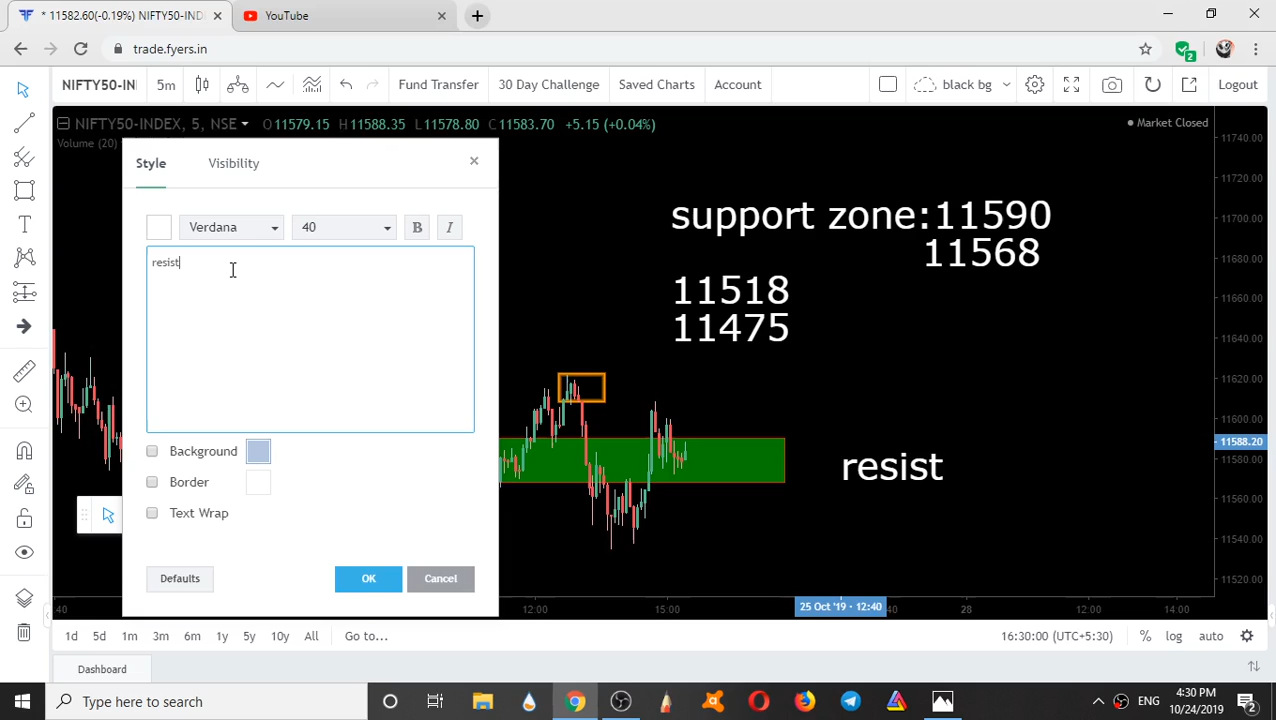 * 11582.60(-0.19%) NIFTY50-IND
YouTube
trade.fyers.in
2
NIFTY50-IN
5m
Fund Transfer
30 Day Challenge
Saved Charts
Account
black bg
Logout
NIFTY50-INDEX, 5, NSE
O11579.15 H11588.35 L11578.80 C11583.70 +5.15 (+0.04%)
Market Closed
Volume (20)
Style
Visibility
Verdana
40
B
I
resist
Background
Border
Text Wrap
Defaults
OK
Cancel
support zone:11590
11568
11518
11475
resist
11740.00
11720.00
11700.00
11680.00
11660.00
11640.00
11620.00
11600.00
11588.20
11580.00
11560.00
11540.00
11520.00
:40
12:00
15:00
25 Oct '19 - 12:40
:40
28
12:00
14:00
1d 5d 1m 3m 6m 1y 5y 10y All Go to...
16:30:00 (UTC+5:30)
% log auto
Dashboard
Type here to search
ENG
4:30 PM
10/24/2019
2